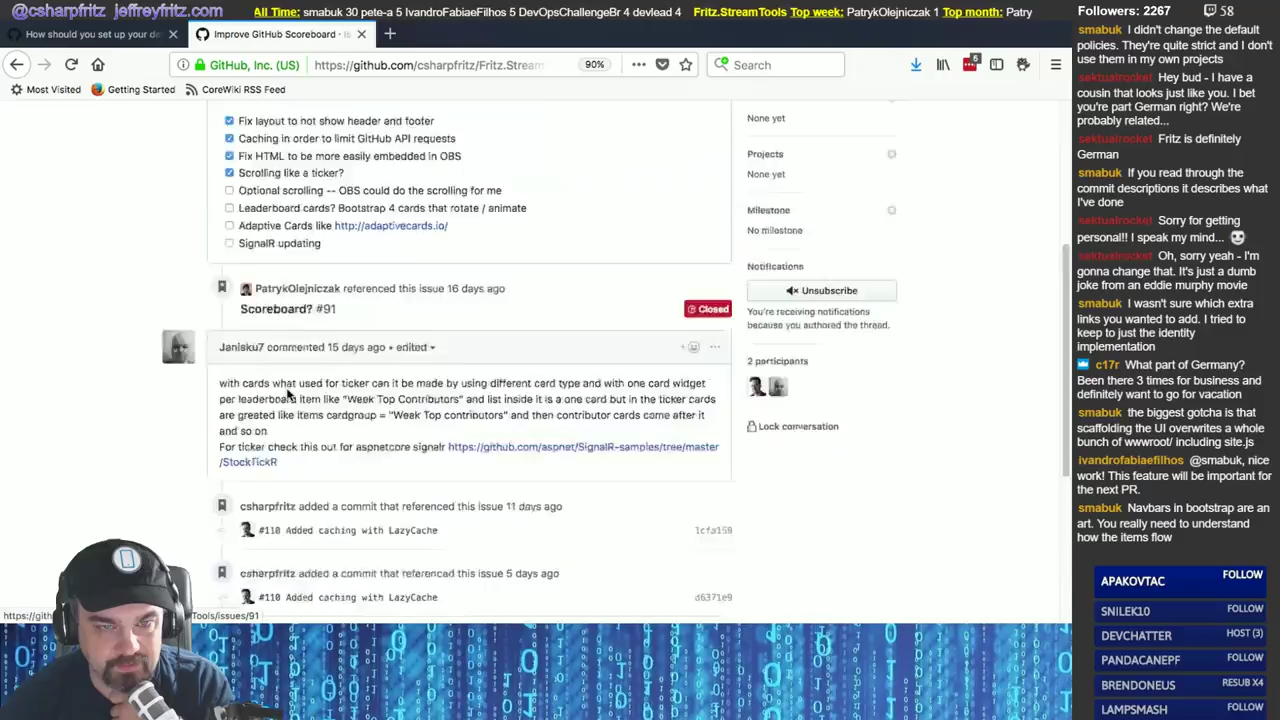 @csharpfritz jeffreyfritz.com
All Time: smabuk 30 pete-a 5 IvandroFabiaeFilhos 5 DevOpsChallengeBr 4 davlead 4 Fritz.StreamTools Top week: PatrykOlejniczak 1 Top month: Patry
Followers: 2267
58
How should you set up your de
Improve GitHub Scoreboard · Is
GitHub, Inc. (US)
https://github.com/csharpfritz/Fritz.Stream
90%
Search
6
Most Visited
Getting Started
CoreWiki RSS Feed
Fix layout to not show header and footer
Caching in order to limit GitHub API requests
Fix HTML to be more easily embedded in OBS
Scrolling like a ticker?
Optional scrolling -- OBS could do the scrolling for me
Leaderboard cards? Bootstrap 4 cards that rotate / animate
Adaptive Cards like http://adaptivecards.io/
SignalR updating
PatrykOlejniczak referenced this issue 16 days ago
Scoreboard? #91
Closed
Janisku7 commented 15 days ago • edited
with cards what used for ticker can it be made by using different card type and with one card widget
per leaderboard item like "Week Top Contributors" and list inside it is a one card but in the ticker cards
are greated like items cardgroup = "Week Top contributors" and then contributor cards come after it
and so on
For ticker check this out for aspnetcore signalr https://github.com/aspnet/SignalR-samples/tree/master
/StockTickR
csharpfritz added a commit that referenced this issue 11 days ago
#110 Added caching with LazyCache
1cfa159
csharpfritz added a commit that referenced this issue 5 days ago
#110 Added caching with LazyCache
d6371e9
https://gith
Tools/issues/91
None yet
Projects
None yet
Milestone
No milestone
Notifications
Unsubscribe
You're receiving notifications
because you authored the thread.
2 participants
Lock conversation
smabuk: I didn't change the default
policies. They're quite strict and I don't
use them in my own projects
sektualrocket: Hey bud - I have a
cousin that looks just like you. I bet
you're part German right? We're
probably related...
sektualrocket: Fritz is definitely
German
smabuk: If you read through the
commit descriptions it describes what
I've done
sektualrocket: Sorry for getting
personal!! I speak my mind...
sektualrocket: Oh, sorry yeah - I'm
gonna change that. It's just a dumb
joke from an eddie murphy movie
smabuk: I wasn't sure which extra
links you wanted to add. I tried to
keep to just the identity
implementation
c17r: What part of Germany?
Been there 3 times for business and
definitely want to go for vacation
smabuk: the biggest gotcha is that
scaffolding the UI overwrites a whole
bunch of wwwroot/ including site.js
ivandrofabiaefilhos: @smabuk, nice
work! This feature will be important for
the next PR.
smabuk: Navbars in bootstrap are an
art. You really need to understand
how the items flow
APAKOVTAC FOLLOW
SNILEK10 FOLLOW
DEVCHATTER HOST (3)
PANDACANEPF FOLLOW
BRENDONEUS RESUB X4
LAMPSMASH FOLLOW